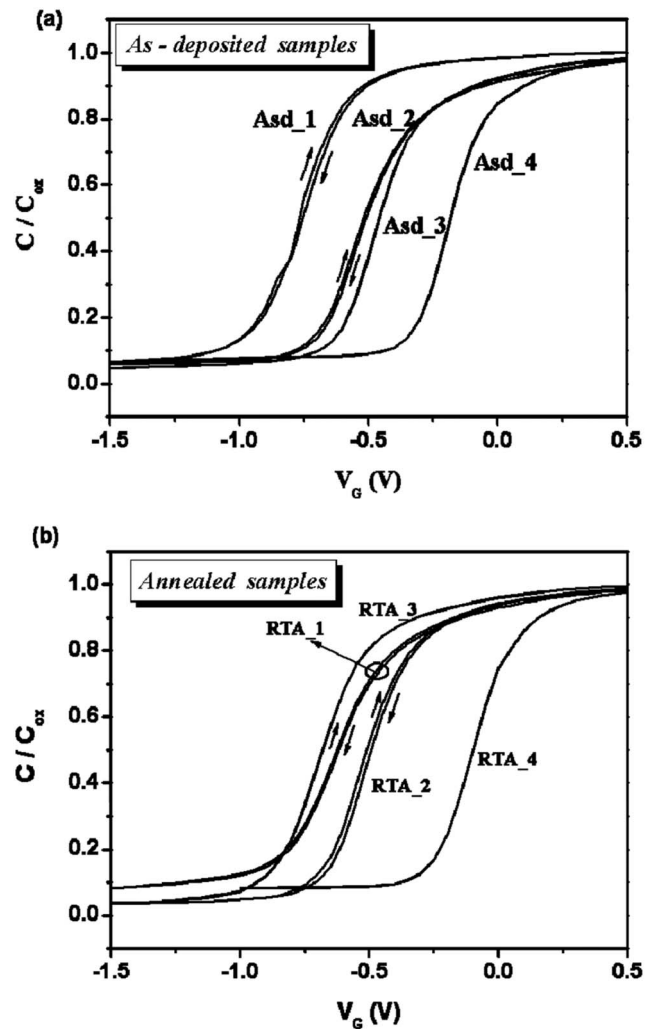 (a)
As - deposited samples
Asd_1
Asd_2
Asd_4
Asd_3
C / Cox
1.0
0.8
0.6
0.4
0.2
0.0
-1.5 -1.0 -0.5 0.0 0.5
VG (V)
(b)
Annealed samples
RTA_3
RTA_1
RTA_4
RTA_2
C / Cox
1.0
0.8
0.6
0.4
0.2
0.0
-1.5 -1.0 -0.5 0.0 0.5
VG (V)